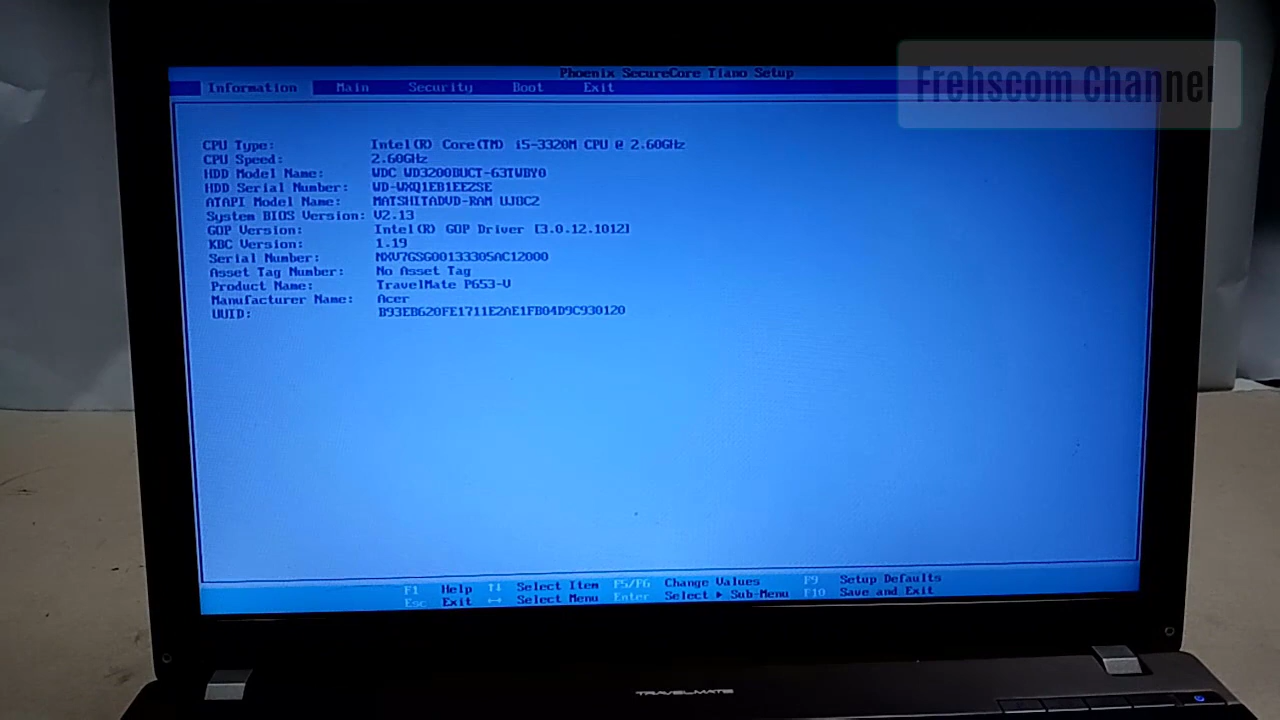 Phoenix SecureCore Tiano Setup
Frehscom Channel
Information Main Security Boot Exit
CPU Type: Intel(R) Core(TM) i5-3320M CPU @ 2.60GHz
CPU Speed: 2.60GHz
HDD Model Name: WDC WD3200BUCT-63TWBY0
HDD Serial Number: WD-WXQ1EB1EEZSE
ATAPI Model Name: MATSHITADVD-RAM UJ8C2
System BIOS Version: V2.13
GOP Version: Intel(R) GOP Driver [3.0.12.1012]
KBC Version: 1.19
Serial Number: NXV7GSG00133305AC12000
Asset Tag Number: No Asset Tag
Product Name: TravelMate P653-V
Manufacturer Name: Acer
UUID: B93EB620FE1711E2AE1FB04D9C930120
F1 Help ↑↓ Select Item F5/F6 Change Values F9 Setup Defaults
Esc Exit ↔ Select Menu Enter Select ▶ Sub-Menu F10 Save and Exit
TRAVELMATE